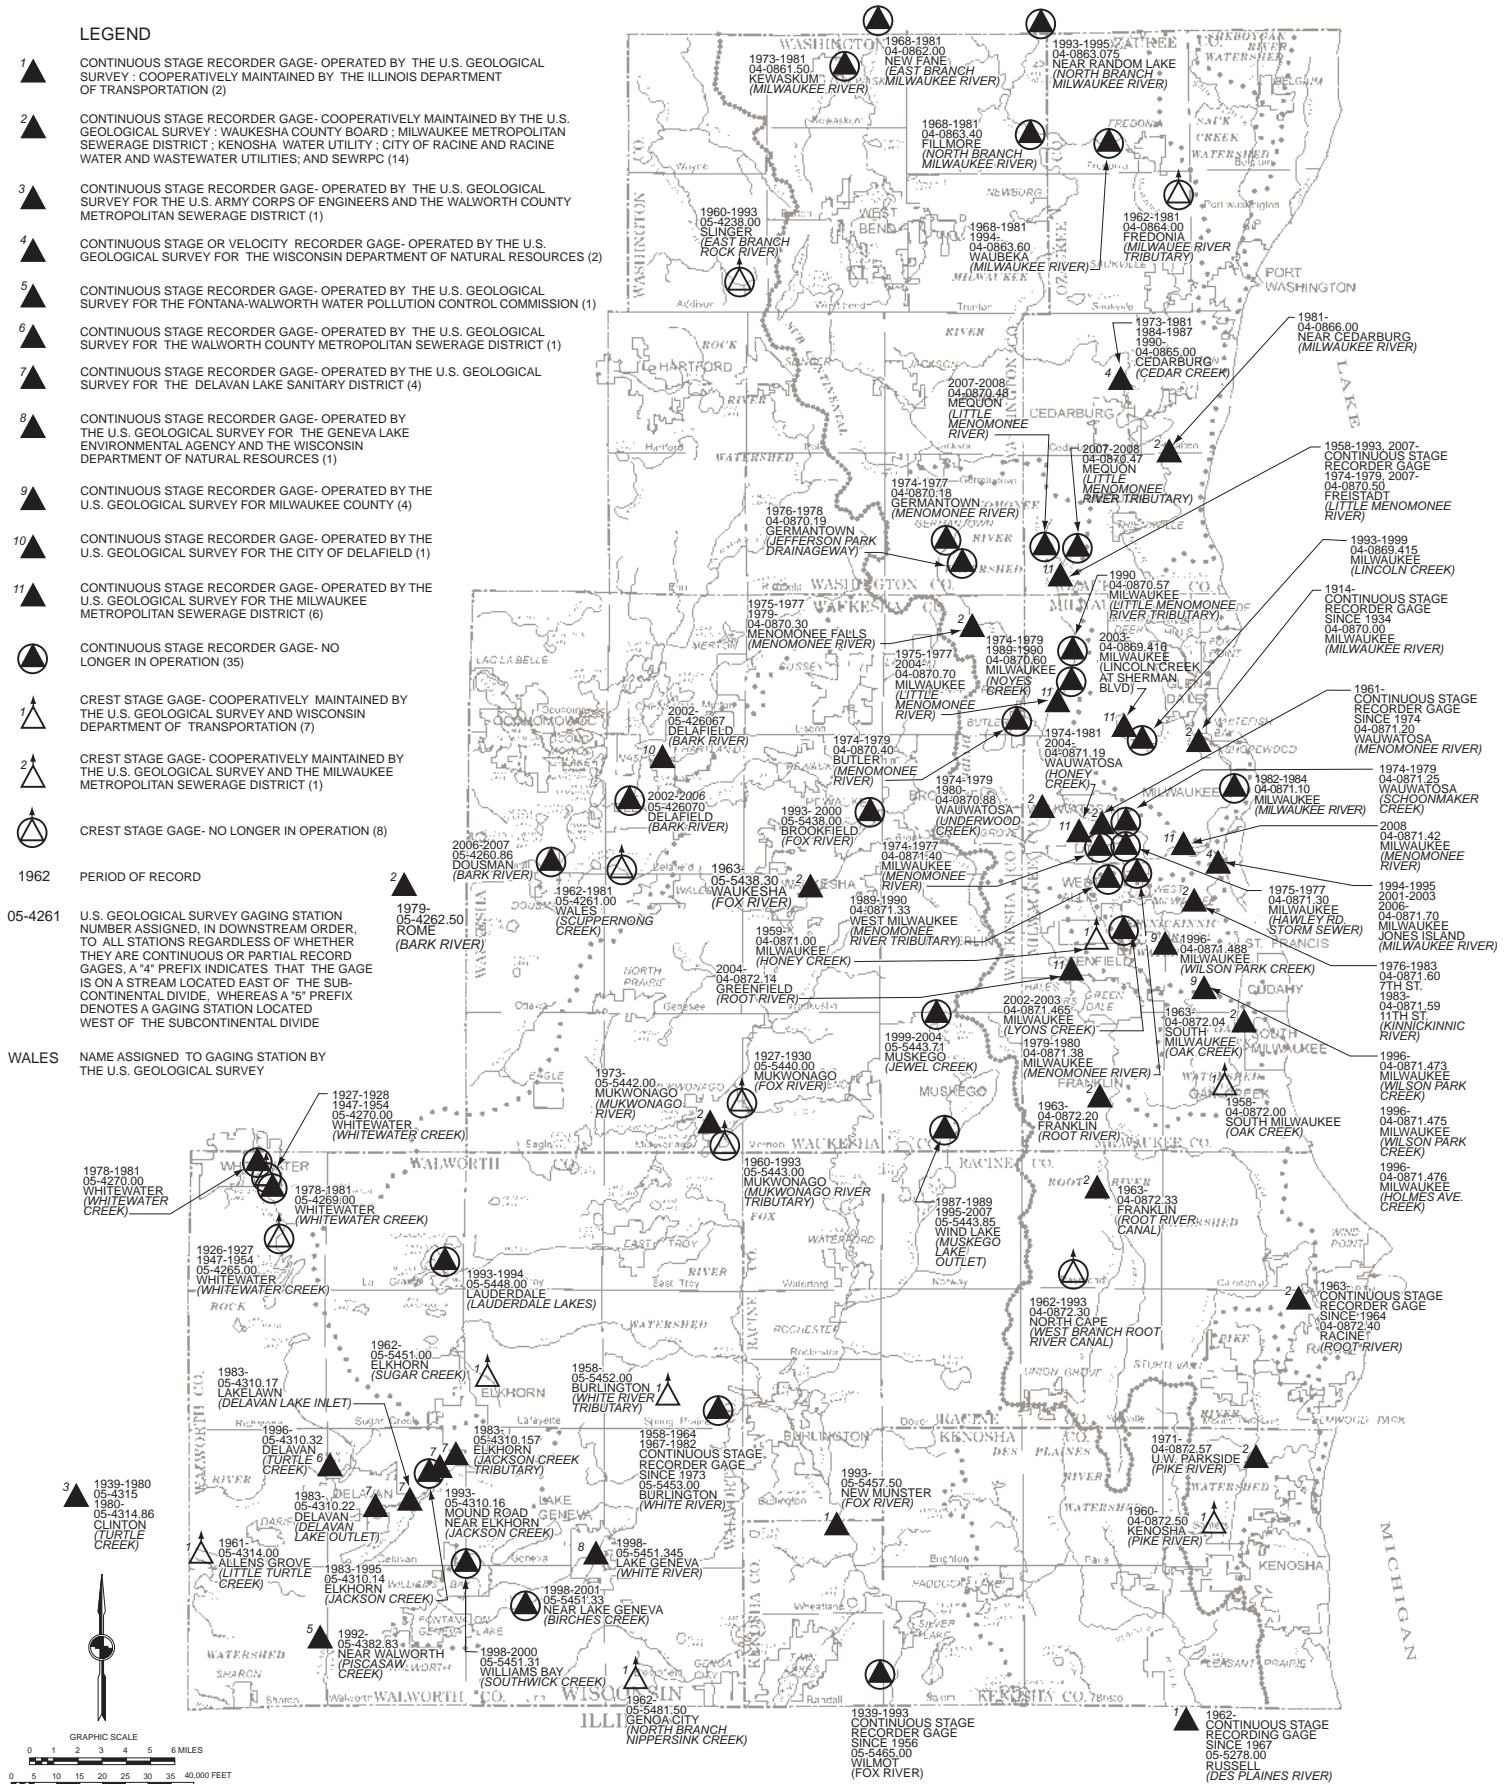 LEGEND
1
CONTINUOUS STAGE RECORDER GAGE- OPERATED BY THE U.S. GEOLOGICAL
SURVEY : COOPERATIVELY MAINTAINED BY THE ILLINOIS DEPARTMENT
OF TRANSPORTATION (2)
2
CONTINUOUS STAGE RECORDER GAGE- COOPERATIVELY MAINTAINED BY THE U.S.
GEOLOGICAL SURVEY : WAUKESHA COUNTY BOARD ; MILWAUKEE METROPOLITAN
SEWERAGE DISTRICT ; KENOSHA WATER UTILITY ; CITY OF RACINE AND RACINE
WATER AND WASTEWATER UTILITIES; AND SEWRPC (14)
3
CONTINUOUS STAGE RECORDER GAGE- OPERATED BY THE U.S. GEOLOGICAL
SURVEY FOR THE U.S. ARMY CORPS OF ENGINEERS AND THE WALWORTH COUNTY
METROPOLITAN SEWERAGE DISTRICT (1)
4
CONTINUOUS STAGE OR VELOCITY RECORDER GAGE- OPERATED BY THE U.S.
GEOLOGICAL SURVEY FOR THE WISCONSIN DEPARTMENT OF NATURAL RESOURCES (2)
5
CONTINUOUS STAGE RECORDER GAGE- OPERATED BY THE U.S. GEOLOGICAL
SURVEY FOR THE FONTANA-WALWORTH WATER POLLUTION CONTROL COMMISSION (1)
6
CONTINUOUS STAGE RECORDER GAGE- OPERATED BY THE U.S. GEOLOGICAL
SURVEY FOR THE WALWORTH COUNTY METROPOLITAN SEWERAGE DISTRICT (1)
7
CONTINUOUS STAGE RECORDER GAGE- OPERATED BY THE U.S. GEOLOGICAL
SURVEY FOR THE DELAVAN LAKE SANITARY DISTRICT (4)
8
CONTINUOUS STAGE RECORDER GAGE- OPERATED BY
THE U.S. GEOLOGICAL SURVEY FOR THE GENEVA LAKE
ENVIRONMENTAL AGENCY AND THE WISCONSIN
DEPARTMENT OF NATURAL RESOURCES (1)
9
CONTINUOUS STAGE RECORDER GAGE- OPERATED BY THE
U.S. GEOLOGICAL SURVEY FOR MILWAUKEE COUNTY (4)
10
CONTINUOUS STAGE RECORDER GAGE- OPERATED BY THE
U.S. GEOLOGICAL SURVEY FOR THE CITY OF DELAFIELD (1)
11
CONTINUOUS STAGE RECORDER GAGE- OPERATED BY THE
U.S. GEOLOGICAL SURVEY FOR THE MILWAUKEE
METROPOLITAN SEWERAGE DISTRICT (6)
CONTINUOUS STAGE RECORDER GAGE- NO
LONGER IN OPERATION (35)
1
CREST STAGE GAGE- COOPERATIVELY MAINTAINED BY
THE U.S. GEOLOGICAL SURVEY AND WISCONSIN
DEPARTMENT OF TRANSPORTATION (7)
2
CREST STAGE GAGE- COOPERATIVELY MAINTAINED BY
THE U.S. GEOLOGICAL SURVEY AND THE MILWAUKEE
METROPOLITAN SEWERAGE DISTRICT (1)
CREST STAGE GAGE- NO LONGER IN OPERATION (8)
1962 PERIOD OF RECORD
05-4261 U.S. GEOLOGICAL SURVEY GAGING STATION
NUMBER ASSIGNED, IN DOWNSTREAM ORDER,
TO ALL STATIONS REGARDLESS OF WHETHER
THEY ARE CONTINUOUS OR PARTIAL RECORD
GAGES, A "4" PREFIX INDICATES THAT THE GAGE
IS ON A STREAM LOCATED EAST OF THE SUB-
CONTINENTAL DIVIDE, WHEREAS A "5" PREFIX
DENOTES A GAGING STATION LOCATED
WEST OF THE SUBCONTINENTAL DIVIDE
WALES NAME ASSIGNED TO GAGING STATION BY
THE U.S. GEOLOGICAL SURVEY
1973-1981
04-0861.50
KEWASKUM
(MILWAUKEE RIVER)
1968-1981
04-0862.00
NEW FANE
(EAST BRANCH
MILWAUKEE RIVER)
1993-1995
04-0863.075
NEAR RANDOM LAKE
(NORTH BRANCH
MILWAUKEE RIVER)
1968-1981
04-0863.40
FILLMORE
(NORTH BRANCH
MILWAUKEE RIVER)
1960-1993
05-4238.00
SLINGER
(EAST BRANCH
ROCK RIVER)
1968-1981
1994-
04-0863.60
WAUBEKA
(MILWAUKEE RIVER)
1962-1981
04-0864.00
FREDONIA
(MILWAUEE RIVER
TRIBUTARY)
PORT
WASHINGTON
1973-1981
1984-1987
1990-
04-0865.00
CEDARBURG
(CEDAR CREEK)
1981-
04-0866.00
NEAR CEDARBURG
(MILWAUKEE RIVER)
2007-2008
04-0870.48
MEQUON
(LITTLE
MENOMONEE
RIVER)
2007-2008
04-0870.47
MEQUON
(LITTLE
MENOMONEE
RIVER TRIBUTARY)
1958-1993, 2007-
CONTINUOUS STAGE
RECORDER GAGE
1974-1979, 2007-
04-0870.50
FREISTADT
(LITTLE MENOMONEE
RIVER)
1974-1977
04-0870.18
GERMANTOWN
(MENOMONEE RIVER)
1976-1978
04-0870.19
GERMANTOWN
(JEFFERSON PARK
DRAINAGEWAY)
1993-1999
04-0869.415
MILWAUKEE
(LINCOLN CREEK)
1990
04-0870.57
MILWAUKEE
(LITTLE MENOMONEE
RIVER TRIBUTARY)
1914-
CONTINUOUS STAGE
RECORDER GAGE
SINCE 1934
04-0870.00
MILWAUKEE
(MILWAUKEE RIVER)
1975-1977
1979-
04-0870.30
MENOMONEE FALLS
(MENOMONEE RIVER)
1974-1979
1989-1990
04-0870.60
MILWAUKEE
(NOYES
CREEK)
2003-
04-0869.416
MILWAUKEE
(LINCOLN CREEK
AT SHERMAN
BLVD)
1975-1977
2004-
04-0870.70
MILWAUKEE
(LITTLE
MENOMONEE
RIVER)
1961-
CONTINUOUS STAGE
RECORDER GAGE
SINCE 1974
04-0871.20
WAUWATOSA
(MENOMONEE RIVER)
2002-
05-426067
DELAFIELD
(BARK RIVER)
1974-1979
04-0870.40
BUTLER
(MENOMONEE
RIVER)
1974-1981
2004-
04-0871.19
WAUWATOSA
(HONEY
CREEK)
1974-1979
1980-
04-0870.88
WAUWATOSA
(UNDERWOOD
CREEK)
1982-1984
04-0871.10
MILWAUKEE
(MILWAUKEE RIVER)
1974-1979
04-0871.25
WAUWATOSA
(SCHOONMAKER
CREEK)
2002-2006
05-426070
DELAFIELD
(BARK RIVER)
1993- 2000
05-5438.00
BROOKFIELD
(FOX RIVER)
2008
04-0871.42
MILWAUKEE
(MENOMONEE
RIVER)
2006-2007
05-4260.86
DOUSMAN
(BARK RIVER)
1974-1977
04-0871.40
MILWAUKEE
(MENOMONEE
RIVER)
1963-
05-5438.30
WAUKESHA
(FOX RIVER)
1979-
05-4262.50
ROME
(BARK RIVER)
1962-1981
05-4261.00
WALES
(SCUPPERNONG
CREEK)
1989-1990
04-0871.33
WEST MILWAUKEE
(MENOMONEE
RIVER TRIBUTARY)
1975-1977
04-0871.30
MILWAUKEE
(HAWLEY RD.
STORM SEWER)
1994-1995
2001-2003
2006-
04-0871.70
MILWAUKEE
JONES ISLAND
(MILWAUKEE RIVER)
1959-
04-0871.00
MILWAUKEE
(HONEY CREEK)
1996-
04-0871.488
MILWAUKEE
(WILSON PARK CREEK)
2004-
04-0872.14
GREENFIELD
(ROOT RIVER)
1976-1983
04-0871.60
7TH ST.
1983-
04-0871.59
11TH ST.
(KINNICKINNIC
RIVER)
2002-2003
04-0871.465
MILWAUKEE
(LYONS CREEK)
1963-
04-0872.04
SOUTH
MILWAUKEE
(OAK CREEK)
1999-2004
05-5443.71
MUSKEGO
(JEWEL CREEK)
1979-1980
04-0871.38
MILWAUKEE
(MENOMONEE RIVER)
1996-
04-0871.473
MILWAUKEE
(WILSON PARK
CREEK)
1996-
04-0871.475
MILWAUKEE
(WILSON PARK
CREEK)
1996-
04-0871.476
MILWAUKEE
(HOLMES AVE.
CREEK)
1927-1930
05-5440.00
MUKWONAGO
(FOX RIVER)
1973-
05-5442.00
MUKWONAGO
(MUKWONAGO
RIVER)
1963-
04-0872.20
FRANKLIN
(ROOT RIVER)
1958-
04-0872.00
SOUTH MILWAUKEE
(OAK CREEK)
1927-1928
1947-1954
05-4270.00
WHITEWATER
(WHITEWATER CREEK)
1978-1981
05-4270.00
WHITEWATER
(WHITEWATER
CREEK)
1978-1981
05-4269.00
WHITEWATER
(WHITEWATER CREEK)
1960-1993
05-5443.00
MUKWONAGO
(MUKWONAGO RIVER
TRIBUTARY)
1987-1989
1995-2007
05-5443.85
WIND LAKE
(MUSKEGO
LAKE
OUTLET)
1963-
04-0872.33
FRANKLIN
(ROOT RIVER
CANAL)
1926-1927
1947-1954
05-4265.00
WHITEWATER
(WHITEWATER CREEK)
1993-1994
05-5448.00
LAUDERDALE
(LAUDERDALE LAKES)
1962-1993
04-0872.30
NORTH CAPE
(WEST BRANCH ROOT
RIVER CANAL)
1963-
CONTINUOUS STAGE
RECORDER GAGE
SINCE 1964
04-0872.40
RACINE
(ROOT RIVER)
1962-
05-5451.00
ELKHORN
(SUGAR CREEK)
1983-
05-4310.17
LAKELAWN
(DELAVAN LAKE INLET)
1958-
05-5452.00
BURLINGTON
(WHITE RIVER
TRIBUTARY)
1996-
05-4310.32
DELAVAN
(TURTLE
CREEK)
1983-
05-4310.157
ELKHORN
(JACKSON CREEK
TRIBUTARY)
1958-1964
1967-1982
CONTINUOUS STAGE
RECORDER GAGE
SINCE 1973
05-5453.00
BURLINGTON
(WHITE RIVER)
1971-
04-0872.57
U.W. PARKSIDE
(PIKE RIVER)
1939-1980
05-4315
1980-
05-4314.86
CLINTON
(TURTLE
CREEK)
1983-
05-4310.22
DELAVAN
(DELAVAN
LAKE OUTLET)
1993-
05-4310.16
MOUND ROAD
NEAR ELKHORN
(JACKSON CREEK)
1993-
05-5457.50
NEW MUNSTER
(FOX RIVER)
1960-
04-0872.50
KENOSHA
(PIKE RIVER)
1961-
05-4314.00
ALLENS GROVE
(LITTLE TURTLE
CREEK)
1983-1995
05-4310.14
ELKHORN
(JACKSON CREEK)
1998-
05-5451.345
LAKE GENEVA
(WHITE RIVER)
1998-2001
05-5451.33
NEAR LAKE GENEVA
(BIRCHES CREEK)
1992-
05-4382.83
NEAR WALWORTH
(PISCASAW
CREEK)
1998-2000
05-5451.31
WILLIAMS BAY
(SOUTHWICK CREEK)
1962-
05-5481.50
GENOA CITY
(NORTH BRANCH
NIPPERSINK CREEK)
1939-1993
CONTINUOUS STAGE
RECORDER GAGE
SINCE 1956
05-5465.00
WILMOT
(FOX RIVER)
1962-
CONTINUOUS STAGE
RECORDING GAGE
SINCE 1967
05-5278.00
RUSSELL
(DES PLAINES RIVER)
LAKE
MICHIGAN
WISCONSIN
GRAPHIC SCALE
0 1 2 3 4 5 6 MILES
0 5 10 15 20 25 30 35 40,000 FEET